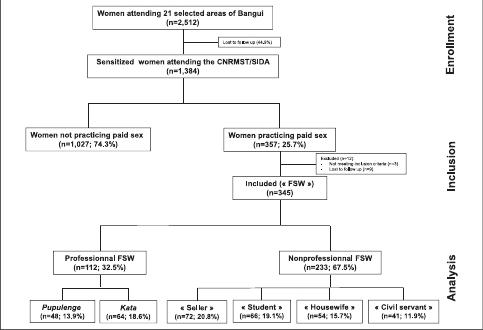 Women attending 21 selected areas of Bangui
(n=2,512)
Enrollment
Lost to follow up (44.9%)
Sensitized women attending the CNRMST/SIDA
(n=1,384)
Women not practicing paid sex
(n=1,027; 74.3%)
Women practicing paid sex
(n=357; 25.7%)
Inclusion
Excluded (n=12)
• Not meeting inclusion criteria (n=3)
• Lost to follow up (n=9)
Included (« FSW »)
(n=345)
Professionnal FSW
(n=112; 32.5%)
Nonprofessionnal FSW
(n=233; 67.5%)
Analysis
Pupulenge
(n=48; 13.9%)
Kata
(n=64; 18.6%)
« Seller »
(n=72; 20.8%)
« Student »
(n=66; 19.1%)
« Housewife »
(n=54; 15.7%)
« Civil servant »
(n=41; 11.9%)